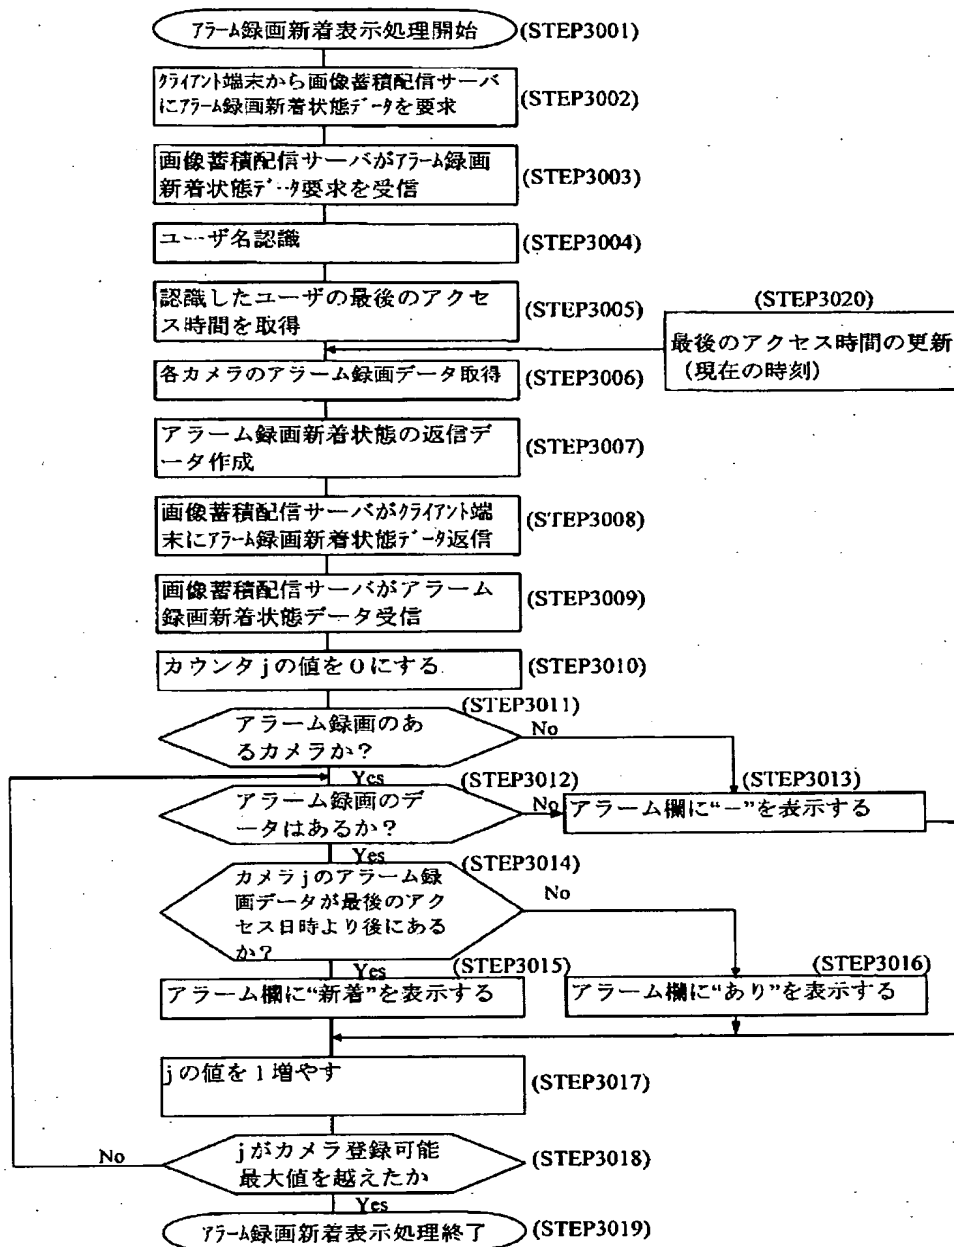 アラーム録画新着表示処理開始
(STEP3001)
クライアント端末から画像蓄積配信サーバ
にアラーム録画新着状態データを要求
(STEP3002)
画像蓄積配信サーバがアラーム録画
新着状態データ要求を受信
(STEP3003)
ユーザ名認識
(STEP3004)
認識したユーザの最後のアクセ
ス時間を取得
(STEP3005)
(STEP3020)
最後のアクセス時間の更新
(現在の時刻)
各カメラのアラーム録画データ取得
(STEP3006)
アラーム録画新着状態の返信デ
ータ作成
(STEP3007)
画像蓄積配信サーバがクライアント端
末にアラーム録画新着状態データ返信
(STEP3008)
画像蓄積配信サーバがアラーム
録画新着状態データ受信
(STEP3009)
カウンタjの値を0にする
(STEP3010)
(STEP3011)
アラーム録画のあ
るカメラか?
No
Yes
(STEP3012)
アラーム録画のデ
ータはあるか?
No
(STEP3013)
アラーム欄に“－”を表示する
Yes
(STEP3014)
カメラjのアラーム録
画データが最後のアク
セス日時より後にある
か?
No
Yes
(STEP3015)
アラーム欄に“新着”を表示する
(STEP3016)
アラーム欄に“あり”を表示する
jの値を1増やす
(STEP3017)
jがカメラ登録可能
最大値を越えたか
(STEP3018)
No
Yes
アラーム録画新着表示処理終了
(STEP3019)